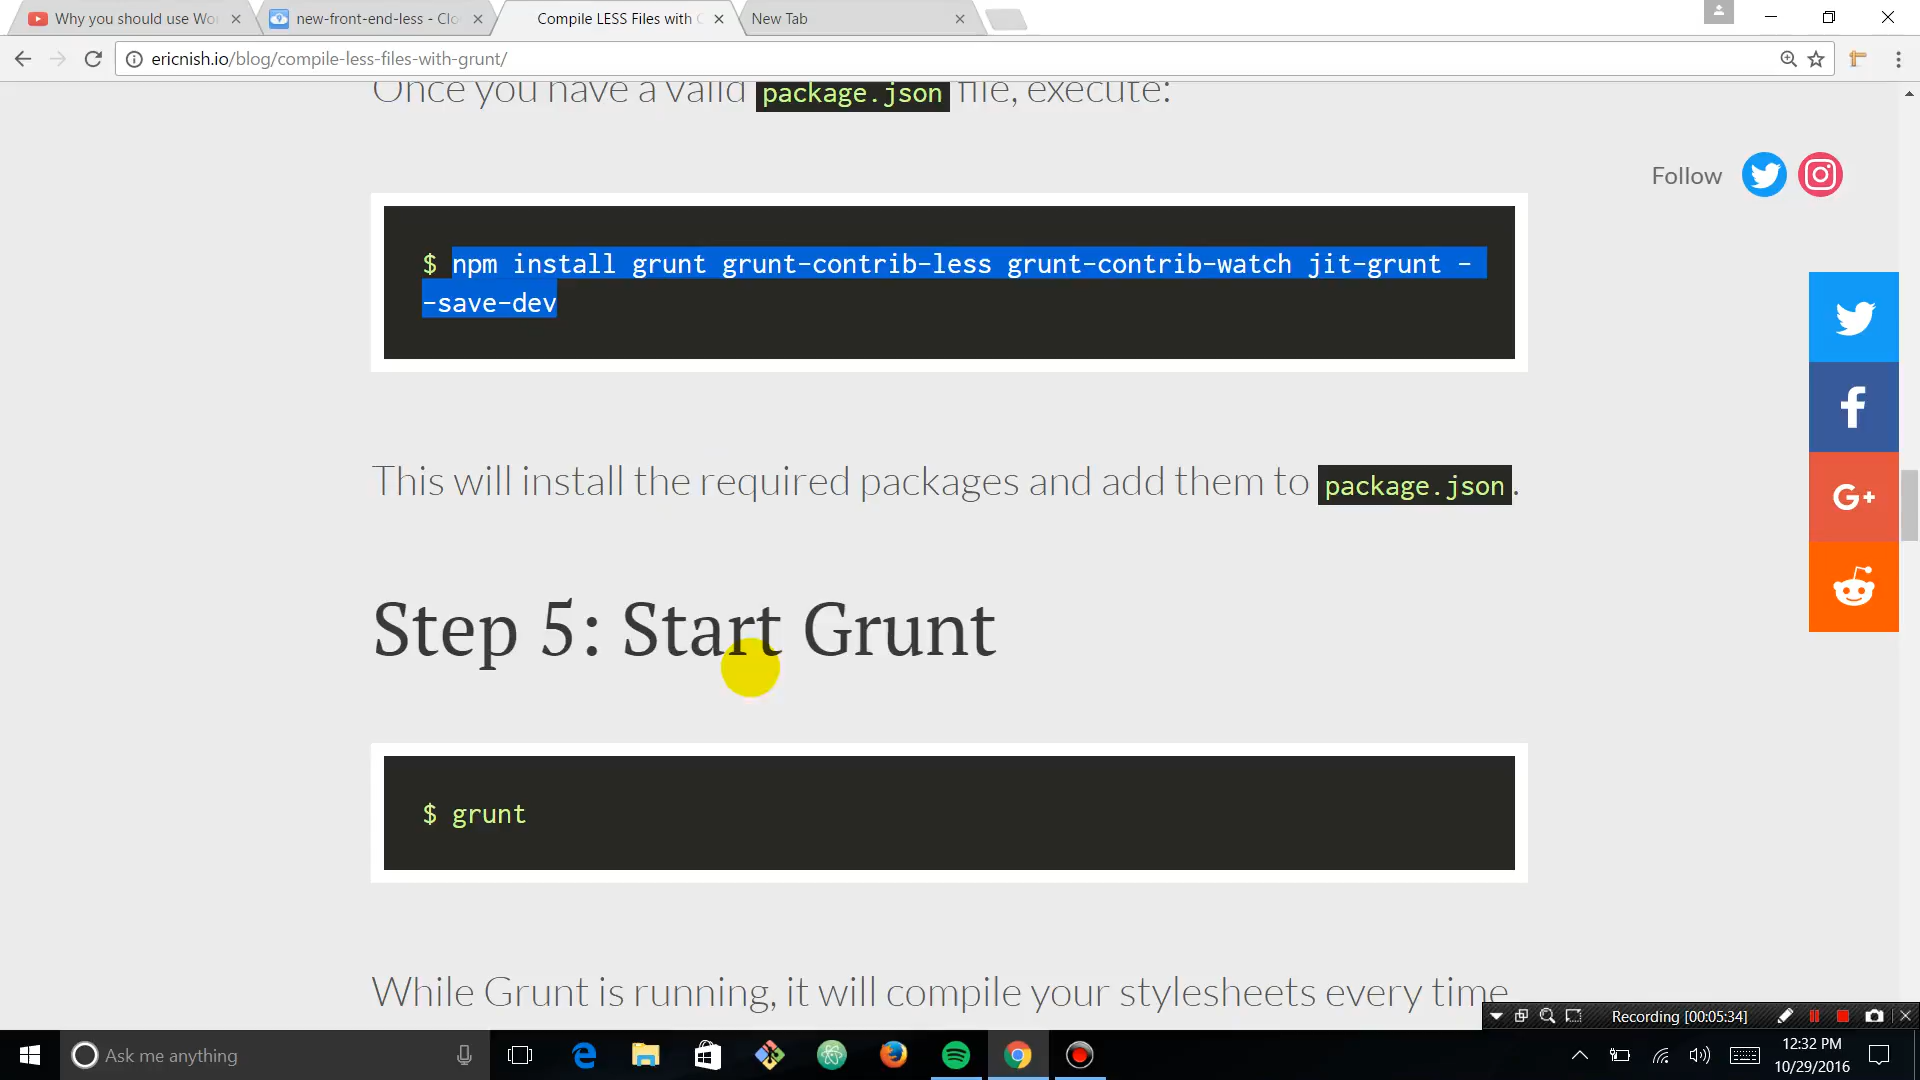 Why you should use Wo
new-front-end-less - Clo
Compile LESS Files with
New Tab
ericnish.io/blog/compile-less-files-with-grunt/
Once you have a valid package.json file, execute:
Follow
$ npm install grunt grunt-contrib-less grunt-contrib-watch jit-grunt -
-save-dev
This will install the required packages and add them to package.json.
G+
Step 5: Start Grunt
$ grunt
While Grunt is running, it will compile your stylesheets every time
Recording [00:05:34]
Ask me anything
12:32 PM
10/29/2016